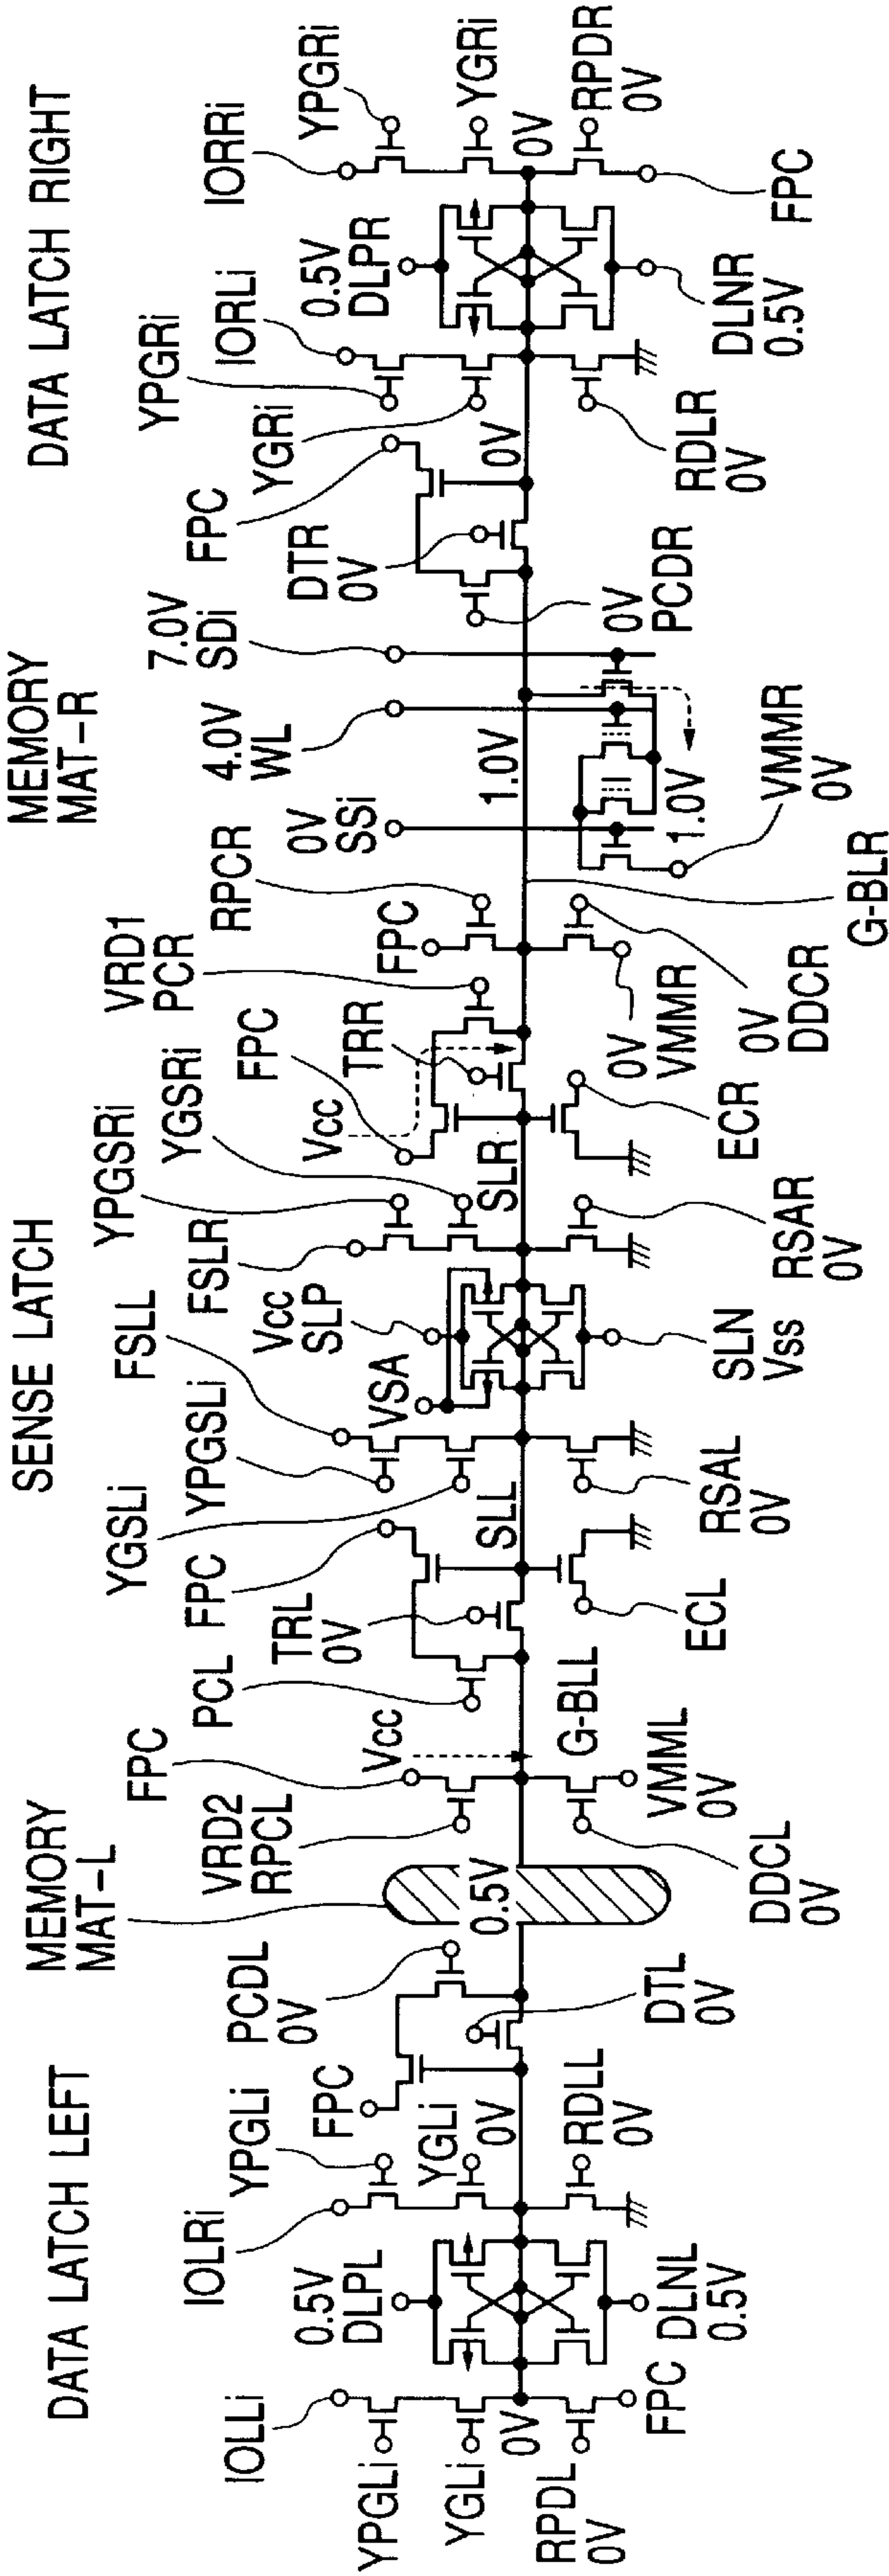 DATA LATCH LEFT
MEMORY
MAT-L
SENSE LATCH
MEMORY
MAT-R
DATA LATCH RIGHT
IOLLi
YPGLi
YGLi
0V
RPDL
0V
FPC
0.5V
DLPL
DLNL
0.5V
IOLRi
YPGLi
YGLi
0V
RDLL
0V
FPC
PCDL
0V
DTL
0V
0.5V
FPC
VRD2
RPCL
Vcc
DDCL
0V
VMML
0V
G-BLL
PCL
TRL
0V
FPC
ECL
SLL
YGSLi
YPGSLi
FSLL
RSAL
0V
VSA
Vcc
SLP
SLN
Vss
FSLR
YPGSRi
YGSRi
RSAR
0V
SLR
FPC
Vcc
TRR
ECR
VRD1
PCR
FPC
RPCR
0V
VMMR
0V
DDCR
G-BLR
0V
SSi
4.0V
WL
7.0V
SDi
1.0V
1.0V
VMMR
0V
0V
PCDR
DTR
0V
FPC
0V
YGRi
YPGRi
IORLi
RDLR
0V
0.5V
DLPR
DLNR
0.5V
IORRi
YPGRi
YGRi
0V
RPDR
0V
FPC